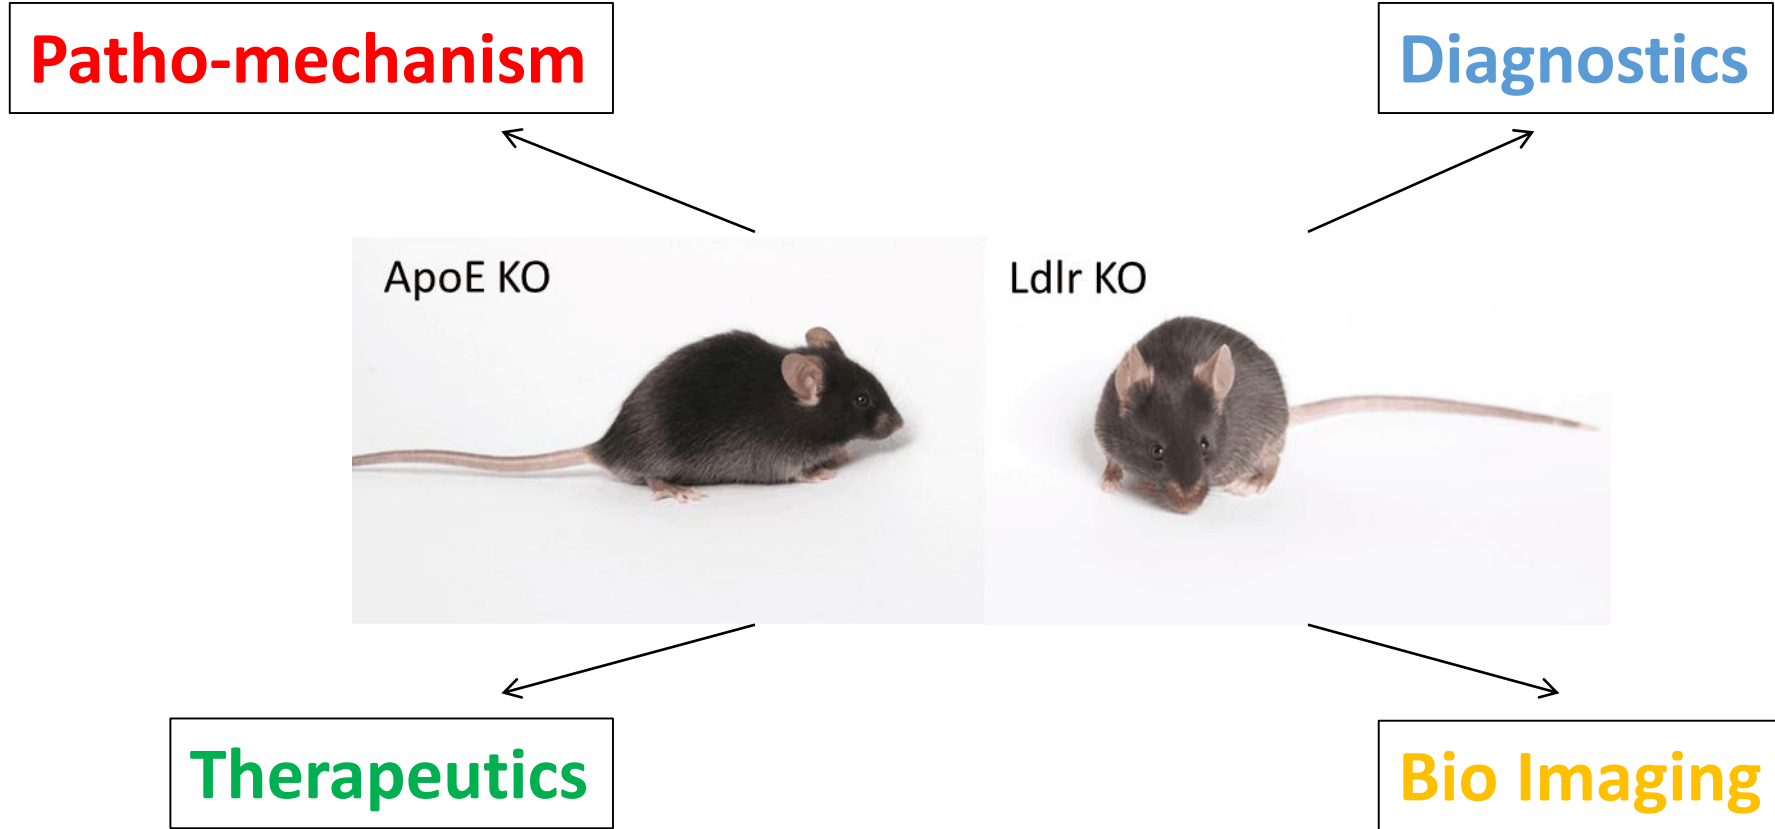 Patho-mechanism
Diagnostics
ApoE KO
Ldlr KO
Therapeutics
Bio Imaging